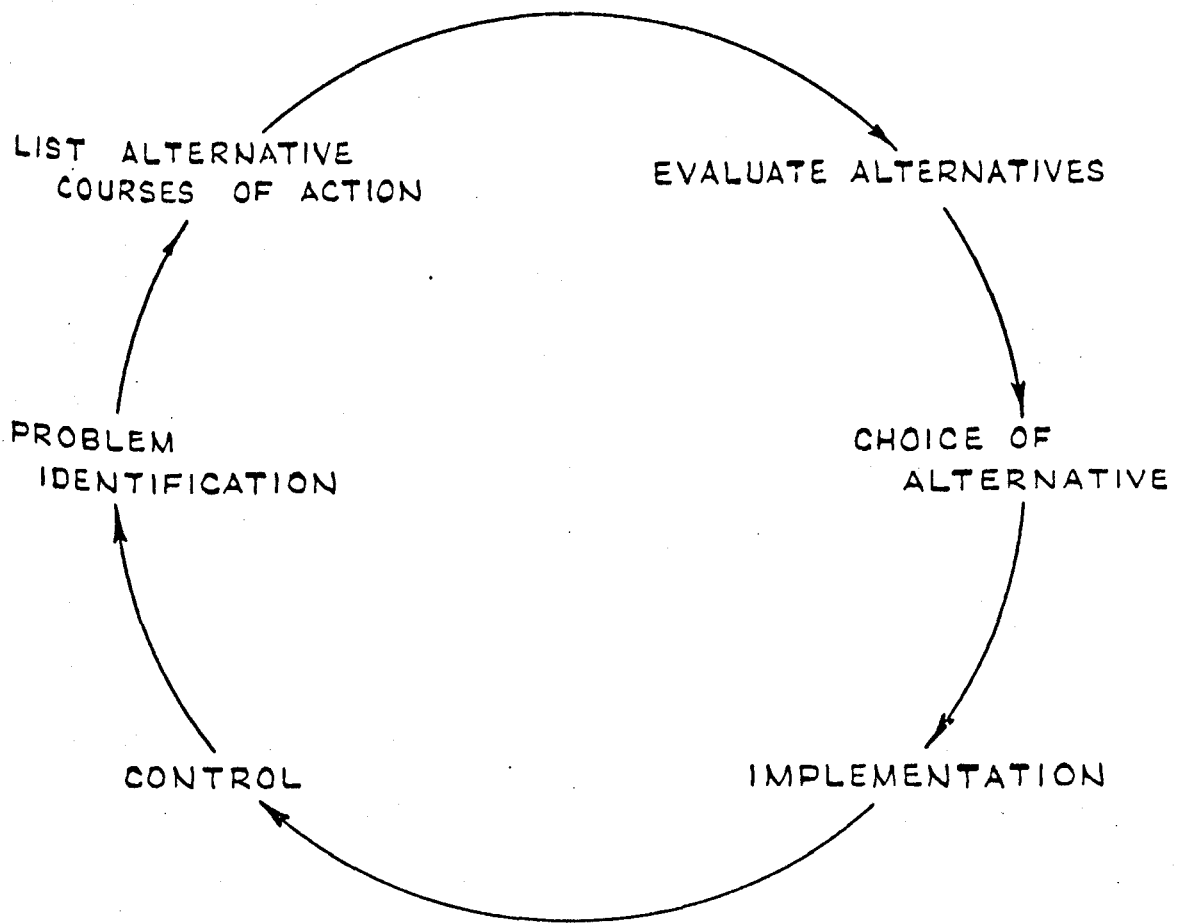 LIST ALTERNATIVE
COURSES OF ACTION
EVALUATE ALTERNATIVES
CHOICE OF
ALTERNATIVE
IMPLEMENTATION
CONTROL
PROBLEM
IDENTIFICATION